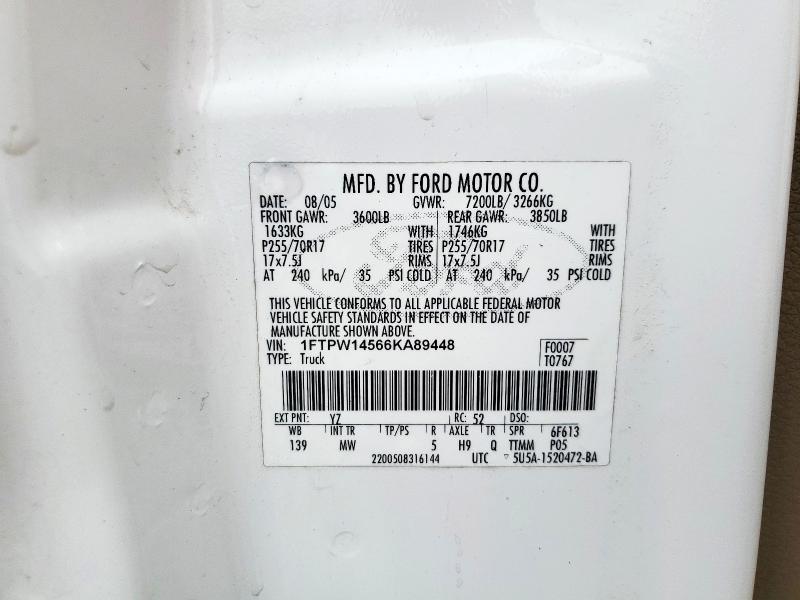 MFD. BY FORD MOTOR CO.
DATE: 08/05 GVWR: 7200LB/ 3266KG
FRONT GAWR: 3600LB REAR GAWR: 3850LB
1633KG WITH 1746KG WITH
P255/70R17 TIRES P255/70R17 TIRES
17x7.5J RIMS 17x7.5J RIMS
AT 240 kPa/ 35 PSI COLD AT 240 kPa/ 35 PSI COLD
THIS VEHICLE CONFORMS TO ALL APPLICABLE FEDERAL MOTOR
VEHICLE SAFETY STANDARDS IN EFFECT ON THE DATE OF
MANUFACTURE SHOWN ABOVE.
VIN: 1FTPW14566KA89448 F0007
TYPE: Truck T0767
EXT PNT: YZ RC: 52 DSO:
WB INT TR TP/PS R AXLE TR SPR 6F613
139 MW 5 H9 Q TTMM P05
2200508316144 UTC 5U5A-1520472-BA